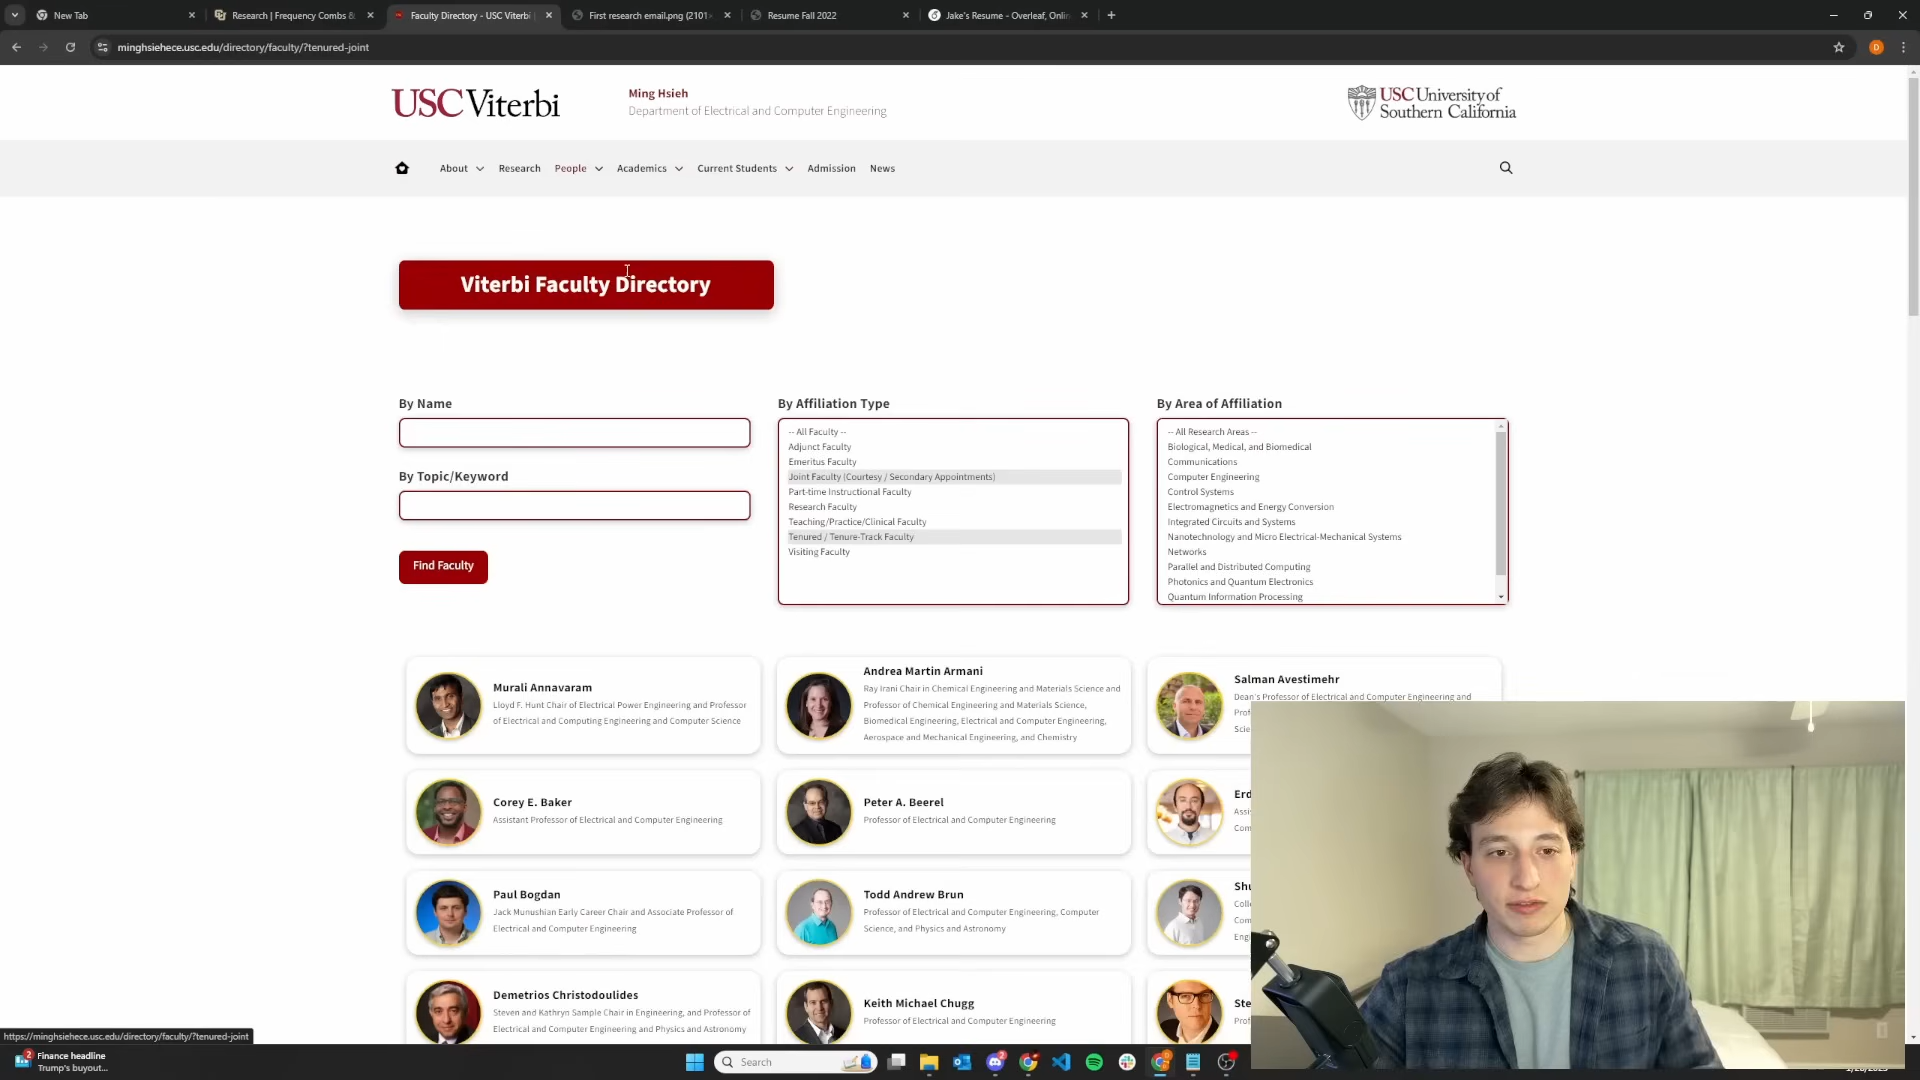 New Tab
Research | Frequency Combs &
Faculty Directory - USC Viterbi |
First research email.png (2101×
Resume Fall 2022
Jake's Resume - Overleaf, Onlin
minghsiehece.usc.edu/directory/faculty/?tenured-joint
D
USC Viterbi
Ming Hsieh
Department of Electrical and Computer Engineering
USC University of
Southern California
About
Research
People
Academics
Current Students
Admission
News
Viterbi Faculty Directory
By Name
By Topic/Keyword
Find Faculty
By Affiliation Type
-- All Faculty --
Adjunct Faculty
Emeritus Faculty
Joint Faculty (Courtesy / Secondary Appointments)
Part-time Instructional Faculty
Research Faculty
Teaching/Practice/Clinical Faculty
Tenured / Tenure-Track Faculty
Visiting Faculty
By Area of Affiliation
-- All Research Areas --
Biological, Medical, and Biomedical
Communications
Computer Engineering
Control Systems
Electromagnetics and Energy Conversion
Integrated Circuits and Systems
Nanotechnology and Micro Electrical-Mechanical Systems
Networks
Parallel and Distributed Computing
Photonics and Quantum Electronics
Quantum Information Processing
Murali Annavaram
Lloyd F. Hunt Chair of Electrical Power Engineering and Professor
of Electrical and Computing Engineering and Computer Science
Andrea Martin Armani
Ray Irani Chair in Chemical Engineering and Materials Science and
Professor of Chemical Engineering and Materials Science,
Biomedical Engineering, Electrical and Computer Engineering,
Aerospace and Mechanical Engineering, and Chemistry
Salman Avestimehr
Dean's Professor of Electrical and Computer Engineering and
Prof
Scie
Corey E. Baker
Assistant Professor of Electrical and Computer Engineering
Peter A. Beerel
Professor of Electrical and Computer Engineering
Erd
Assi
Com
Paul Bogdan
Jack Munushian Early Career Chair and Associate Professor of
Electrical and Computer Engineering
Todd Andrew Brun
Professor of Electrical and Computer Engineering, Computer
Science, and Physics and Astronomy
Shu
Coll
Com
Eng
Demetrios Christodoulides
Steven and Kathryn Sample Chair in Engineering, and Professor of
Electrical and Computer Engineering and Physics and Astronomy
Keith Michael Chugg
Professor of Electrical and Computer Engineering
Ste
Prof
https://minghsiehece.usc.edu/directory/faculty/?tenured-joint
2
Finance headline
Trump's buyout...
Search